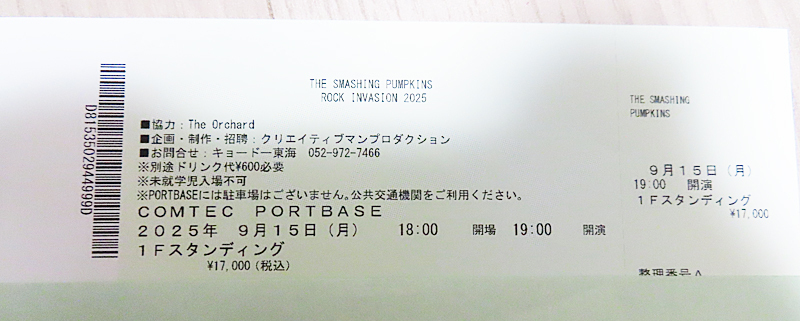 THE SMASHING PUMPKINS
ROCK INVASION 2025
■協力:The Orchard
■企画・制作・招聘:クリエイティブマンプロダクション
■お問合せ:キョードー東海 052-972-7466
※別途ドリンク代¥600必要
※未就学児入場不可
※PORTBASEには駐車場はございません。公共交通機関をご利用ください。
COMTEC PORTBASE
2025年 9月15日(月) 18:00 開場 19:00 開演
1Fスタンディング
¥17,000(税込)
D815350294499990
THE SMASHING
PUMPKINS
9月15日(月)
19:00 開演
1Fスタンディング
¥17,000
整理番号A